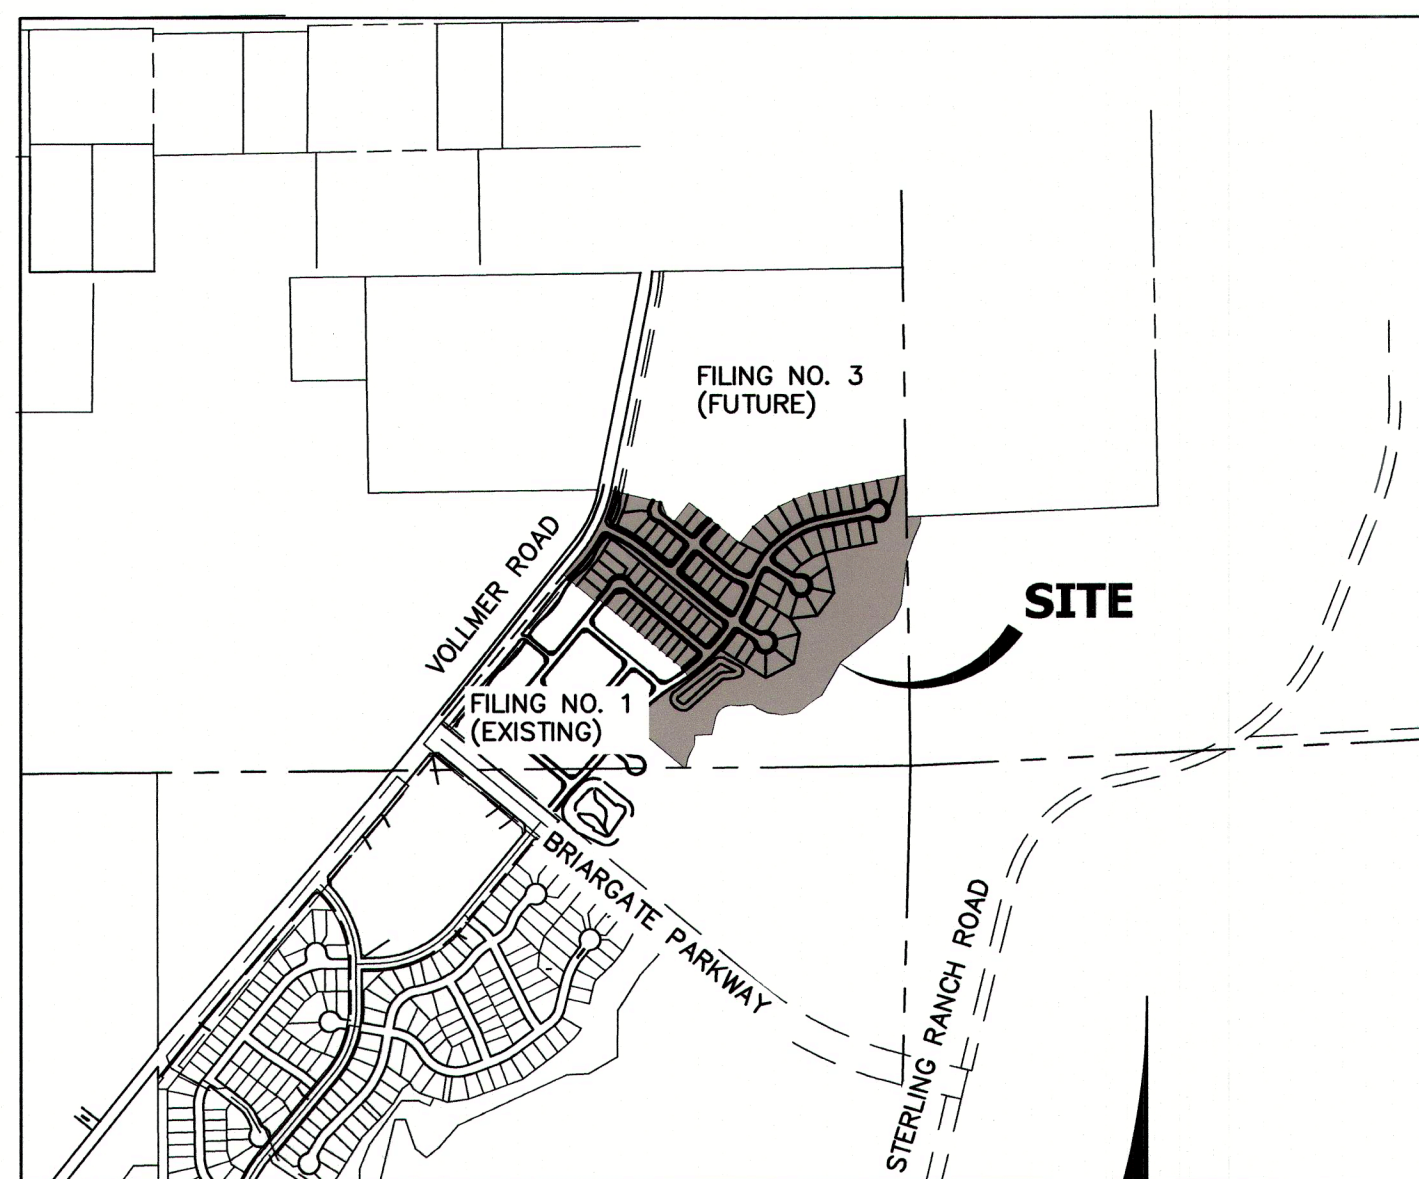 FILING NO. 3
(FUTURE)
VOLLMER ROAD
SITE
FILING NO. 1
(EXISTING)
BRIARGATE PARKWAY
STERLING RANCH ROAD